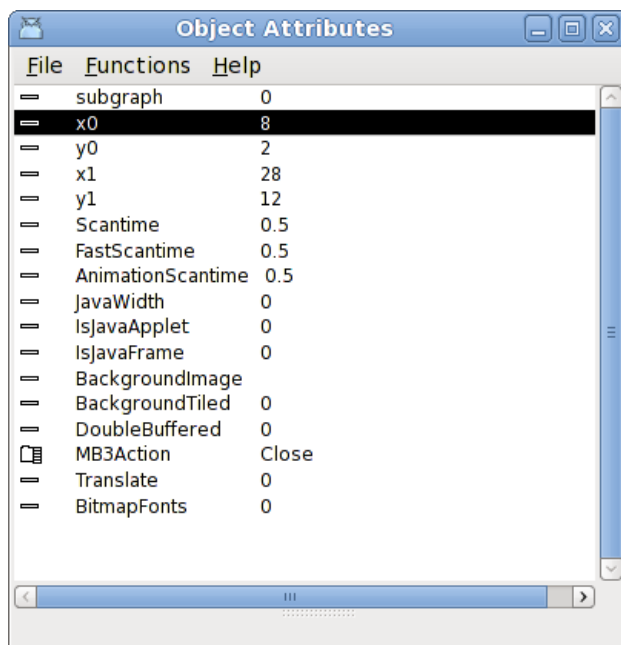 Object Attributes
File Functions Help
subgraph 0
x0 8
y0 2
x1 28
y1 12
Scantime 0.5
FastScantime 0.5
AnimationScantime 0.5
JavaWidth 0
IsJavaApplet 0
IsJavaFrame 0
BackgroundImage
BackgroundTiled 0
DoubleBuffered 0
MB3Action Close
Translate 0
BitmapFonts 0